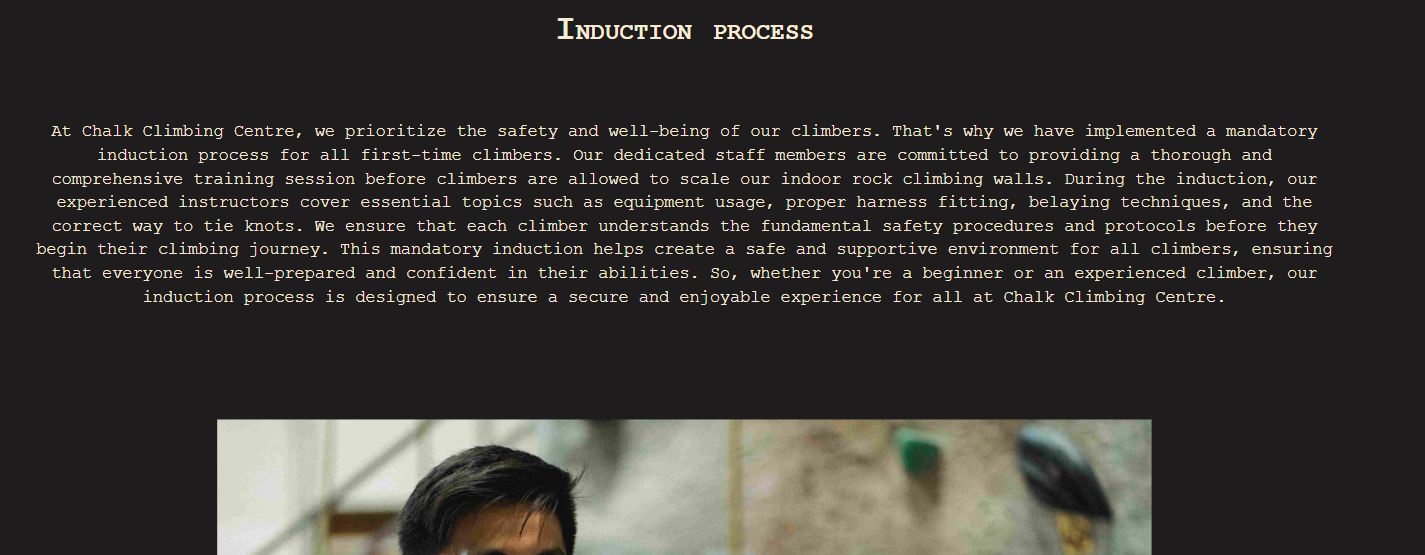 Induction process
At Chalk Climbing Centre, we prioritize the safety and well-being of our climbers. That's why we have implemented a mandatory
induction process for all first-time climbers. Our dedicated staff members are committed to providing a thorough and
comprehensive training session before climbers are allowed to scale our indoor rock climbing walls. During the induction, our
experienced instructors cover essential topics such as equipment usage, proper harness fitting, belaying techniques, and the
correct way to tie knots. We ensure that each climber understands the fundamental safety procedures and protocols before they
begin their climbing journey. This mandatory induction helps create a safe and supportive environment for all climbers, ensuring
that everyone is well-prepared and confident in their abilities. So, whether you're a beginner or an experienced climber, our
induction process is designed to ensure a secure and enjoyable experience for all at Chalk Climbing Centre.